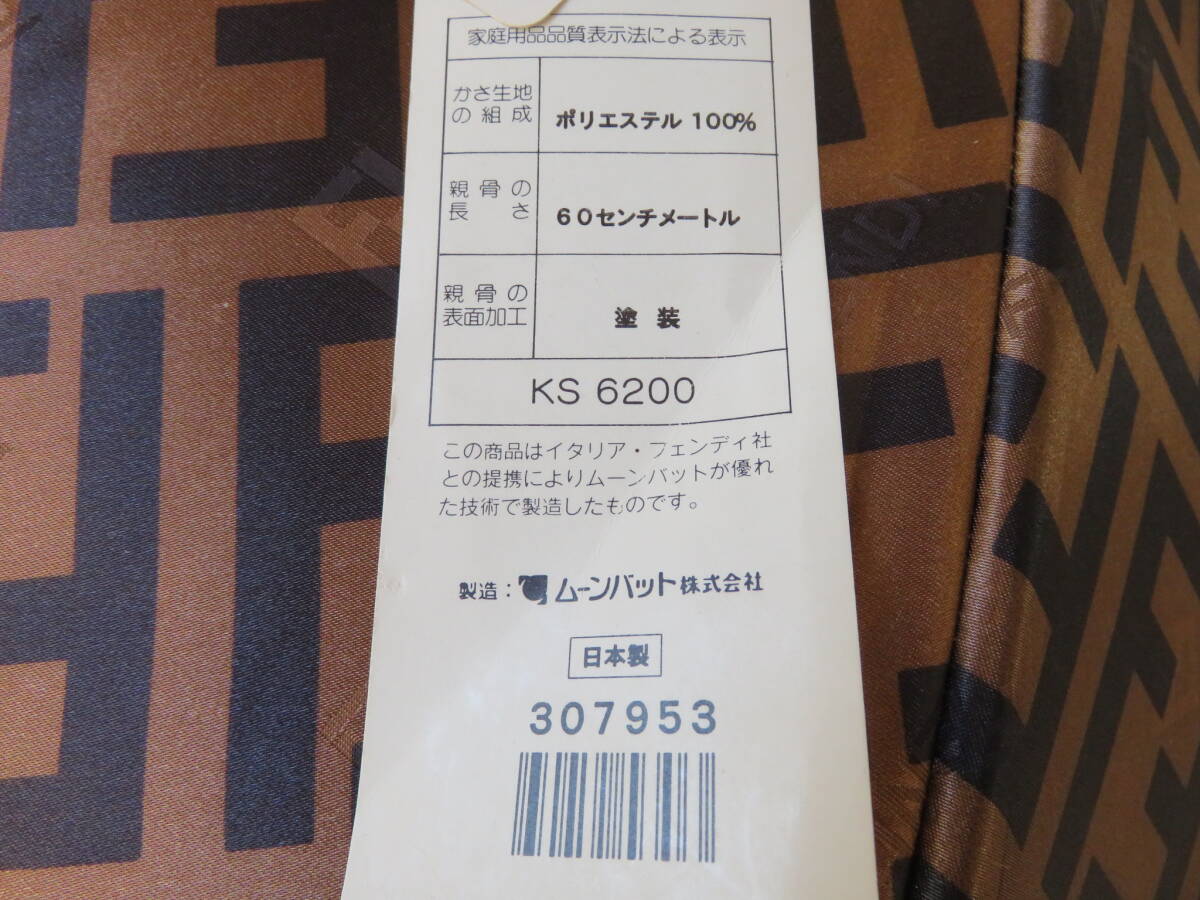 家庭用品品質表示法による表示
かさ生地
の組成
ポリエステル 100%
親骨の
長さ
60センチメートル
親骨の
表面加工
塗装
KS 6200
この商品はイタリア・フェンディ社
との提携によりムーンバットが優れ
た技術で製造したものです。
製造：ムーンバット株式会社
日本製
307953